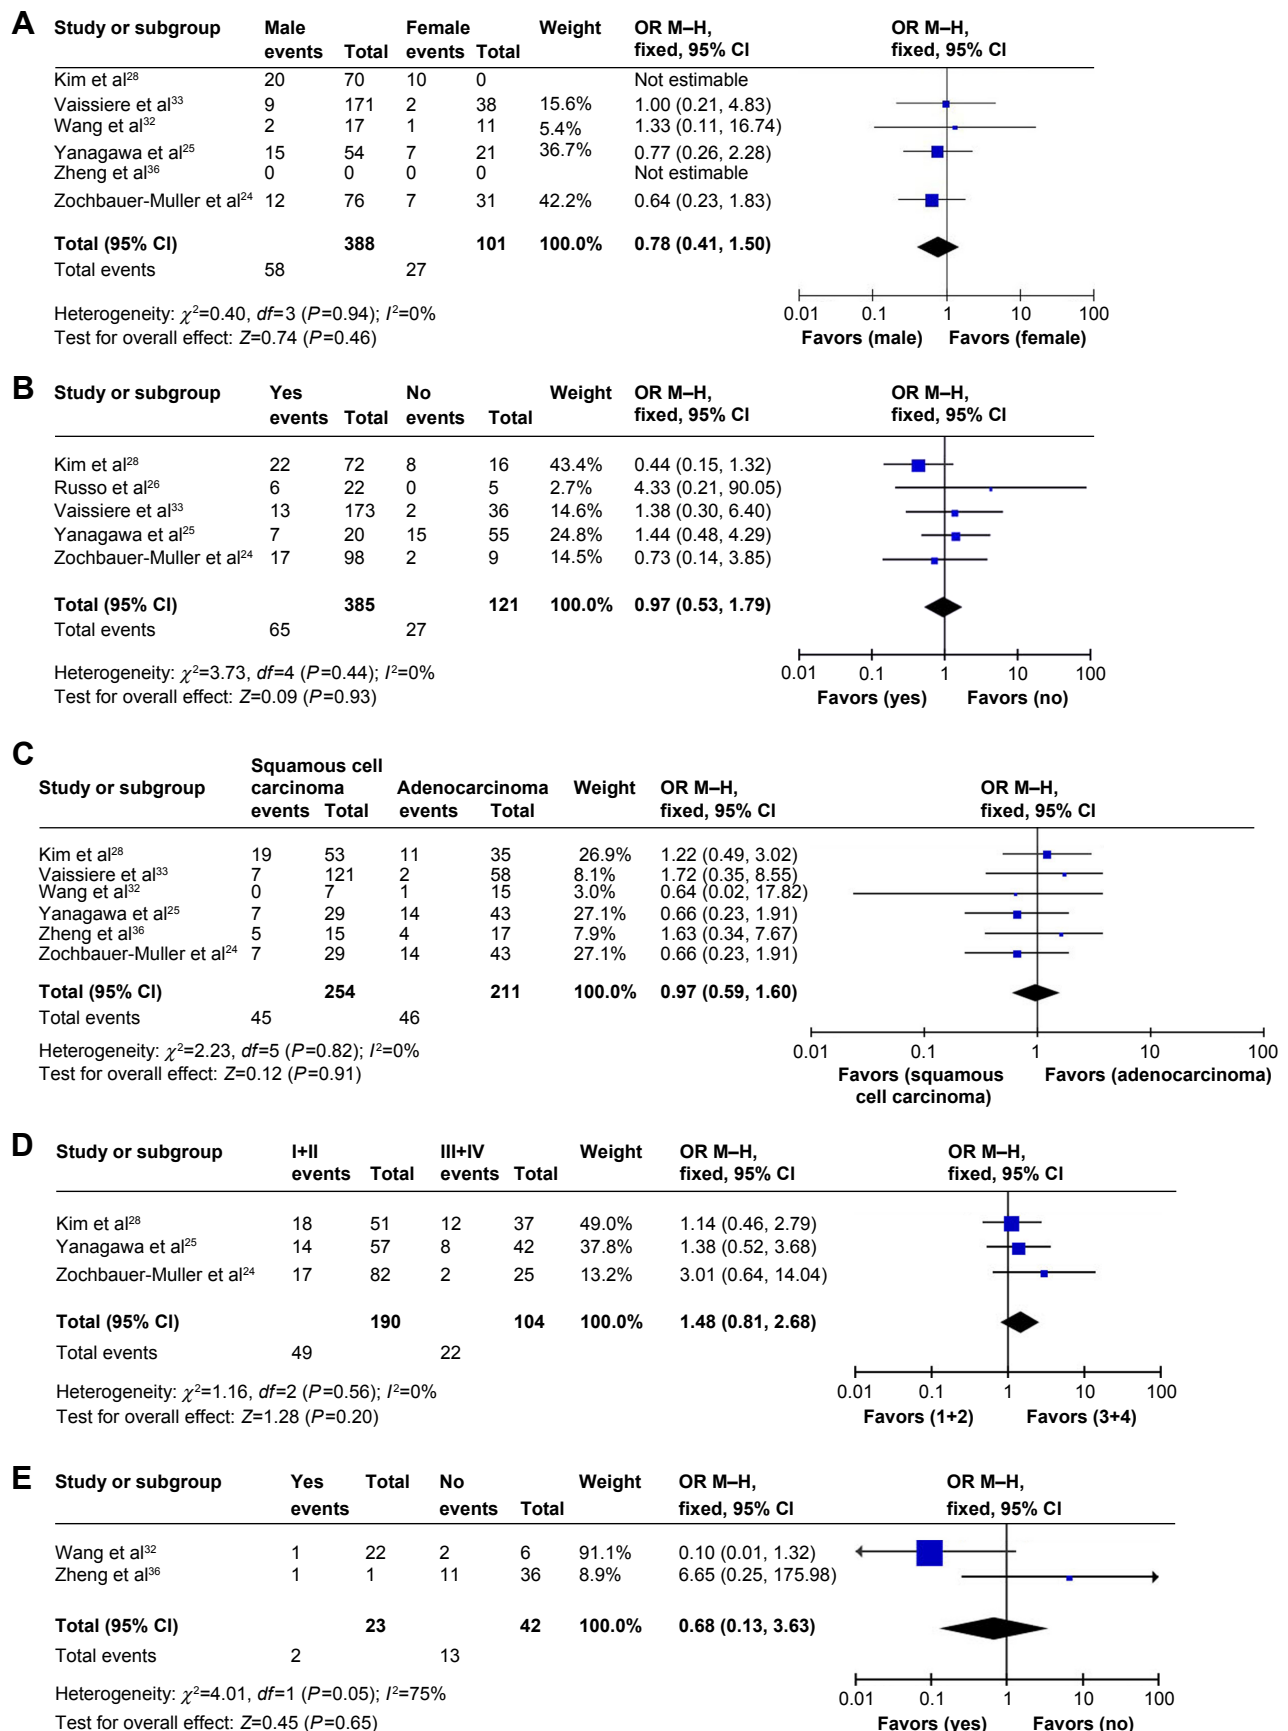 A Study or subgroup Male Female Weight OR M–H, OR M–H,
events Total events Total fixed, 95% CI fixed, 95% CI
Kim et al28 20 70 10 0 Not estimable
Vaissiere et al33 9 171 2 38 15.6% 1.00 (0.21, 4.83)
Wang et al32 2 17 1 11 5.4% 1.33 (0.11, 16.74)
Yanagawa et al25 15 54 7 21 36.7% 0.77 (0.26, 2.28)
Zheng et al36 0 0 0 0 Not estimable
Zochbauer-Muller et al24 12 76 7 31 42.2% 0.64 (0.23, 1.83)
Total (95% CI) 388 101 100.0% 0.78 (0.41, 1.50)
Total events 58 27
Heterogeneity: χ2=0.40, df=3 (P=0.94); I2=0%
Test for overall effect: Z=0.74 (P=0.46)
0.01 0.1 1 10 100
Favors (male) Favors (female)
B Study or subgroup Yes No Weight OR M–H, OR M–H,
events Total events Total fixed, 95% CI fixed, 95% CI
Kim et al28 22 72 8 16 43.4% 0.44 (0.15, 1.32)
Russo et al26 6 22 0 5 2.7% 4.33 (0.21, 90.05)
Vaissiere et al33 13 173 2 36 14.6% 1.38 (0.30, 6.40)
Yanagawa et al25 7 20 15 55 24.8% 1.44 (0.48, 4.29)
Zochbauer-Muller et al24 17 98 2 9 14.5% 0.73 (0.14, 3.85)
Total (95% CI) 385 121 100.0% 0.97 (0.53, 1.79)
Total events 65 27
Heterogeneity: χ2=3.73, df=4 (P=0.44); I2=0%
Test for overall effect: Z=0.09 (P=0.93)
0.01 0.1 1 10 100
Favors (yes) Favors (no)
C Squamous cell
Study or subgroup carcinoma Adenocarcinoma Weight OR M–H, OR M–H,
events Total events Total fixed, 95% CI fixed, 95% CI
Kim et al28 19 53 11 35 26.9% 1.22 (0.49, 3.02)
Vaissiere et al33 7 121 2 58 8.1% 1.72 (0.35, 8.55)
Wang et al32 0 7 1 15 3.0% 0.64 (0.02, 17.82)
Yanagawa et al25 7 29 14 43 27.1% 0.66 (0.23, 1.91)
Zheng et al36 5 15 4 17 7.9% 1.63 (0.34, 7.67)
Zochbauer-Muller et al24 7 29 14 43 27.1% 0.66 (0.23, 1.91)
Total (95% CI) 254 211 100.0% 0.97 (0.59, 1.60)
Total events 45 46
Heterogeneity: χ2=2.23, df=5 (P=0.82); I2=0%
Test for overall effect: Z=0.12 (P=0.91)
0.01 0.1 1 10 100
Favors (squamous Favors (adenocarcinoma)
cell carcinoma)
D Study or subgroup I+II III+IV Weight OR M–H, OR M–H,
events Total events Total fixed, 95% CI fixed, 95% CI
Kim et al28 18 51 12 37 49.0% 1.14 (0.46, 2.79)
Yanagawa et al25 14 57 8 42 37.8% 1.38 (0.52, 3.68)
Zochbauer-Muller et al24 17 82 2 25 13.2% 3.01 (0.64, 14.04)
Total (95% CI) 190 104 100.0% 1.48 (0.81, 2.68)
Total events 49 22
Heterogeneity: χ2=1.16, df=2 (P=0.56); I2=0%
Test for overall effect: Z=1.28 (P=0.20)
0.01 0.1 1 10 100
Favors (1+2) Favors (3+4)
E Study or subgroup Yes Total No Weight OR M–H, OR M–H,
events events Total fixed, 95% CI fixed, 95% CI
Wang et al32 1 22 2 6 91.1% 0.10 (0.01, 1.32)
Zheng et al36 1 1 11 36 8.9% 6.65 (0.25, 175.98)
Total (95% CI) 23 42 100.0% 0.68 (0.13, 3.63)
Total events 2 13
Heterogeneity: χ2=4.01, df=1 (P=0.05); I2=75%
Test for overall effect: Z=0.45 (P=0.65)
0.01 0.1 1 10 100
Favors (yes) Favors (no)